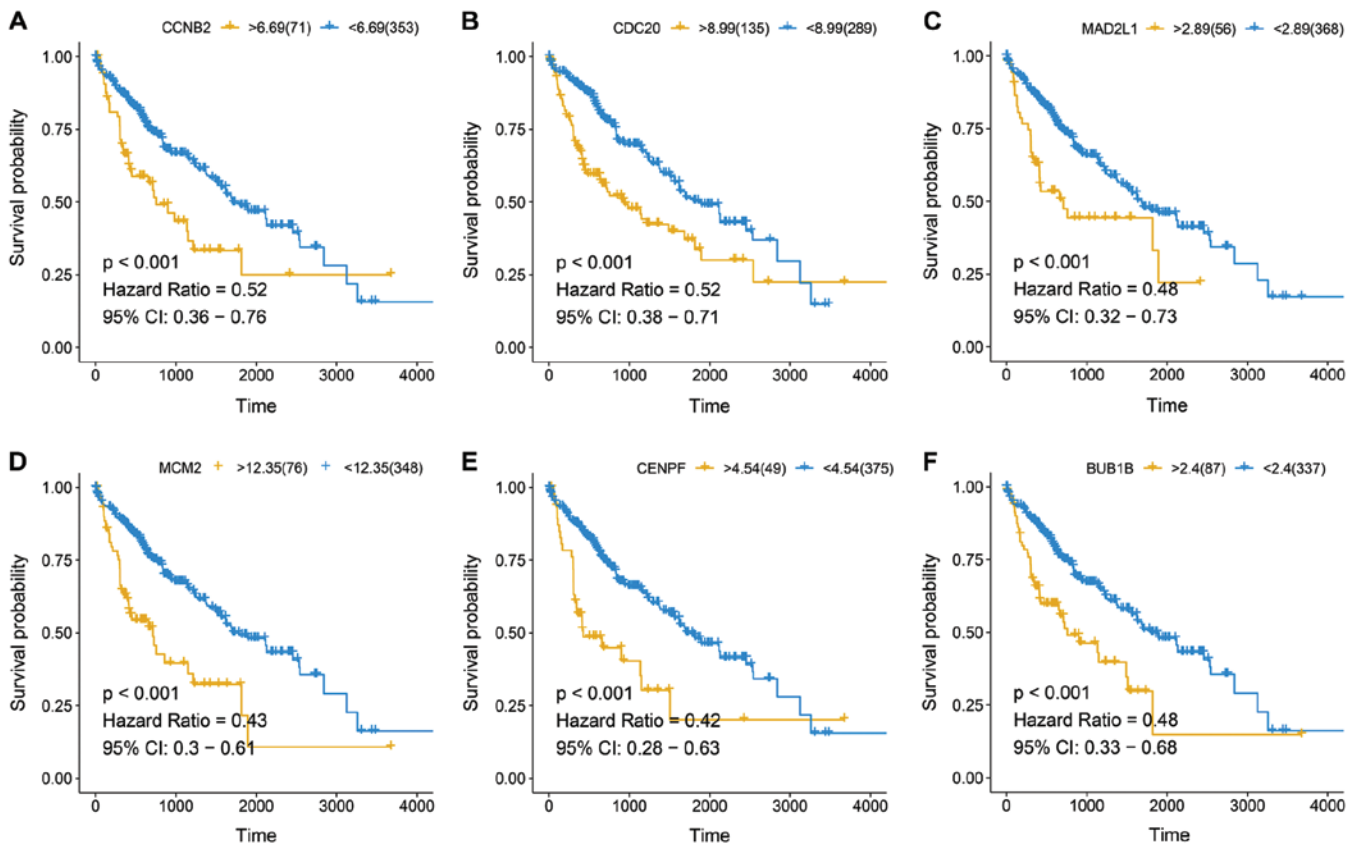 A CCNB2 >6.69(71) <6.69(353)
1.00
0.75
0.50
0.25
0.00
Survival probability
p < 0.001
Hazard Ratio = 0.52
95% CI: 0.36 − 0.76
0 1000 2000 3000 4000
Time
B CDC20 >8.99(135) <8.99(289)
1.00
0.75
0.50
0.25
0.00
Survival probability
p < 0.001
Hazard Ratio = 0.52
95% CI: 0.38 − 0.71
0 1000 2000 3000 4000
Time
C MAD2L1 >2.89(56) <2.89(368)
1.00
0.75
0.50
0.25
0.00
Survival probability
p < 0.001
Hazard Ratio = 0.48
95% CI: 0.32 − 0.73
0 1000 2000 3000 4000
Time
D MCM2 >12.35(76) <12.35(348)
1.00
0.75
0.50
0.25
0.00
Survival probability
p < 0.001
Hazard Ratio = 0.43
95% CI: 0.3 − 0.61
0 1000 2000 3000 4000
Time
E CENPF >4.54(49) <4.54(375)
1.00
0.75
0.50
0.25
0.00
Survival probability
p < 0.001
Hazard Ratio = 0.42
95% CI: 0.28 − 0.63
0 1000 2000 3000 4000
Time
F BUB1B >2.4(87) <2.4(337)
1.00
0.75
0.50
0.25
0.00
Survival probability
p < 0.001
Hazard Ratio = 0.48
95% CI: 0.33 − 0.68
0 1000 2000 3000 4000
Time